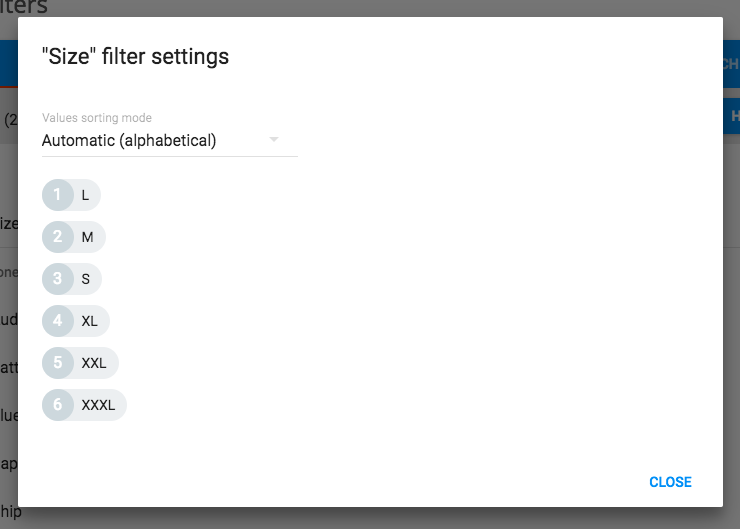 lters
"Size" filter settings
CH
Values sorting mode
(2
H
Automatic (alphabetical)
1 L
ize
2 M
one
3 S
ud
4 XL
att
5 XXL
lue
6 XXXL
ap
CLOSE
hip